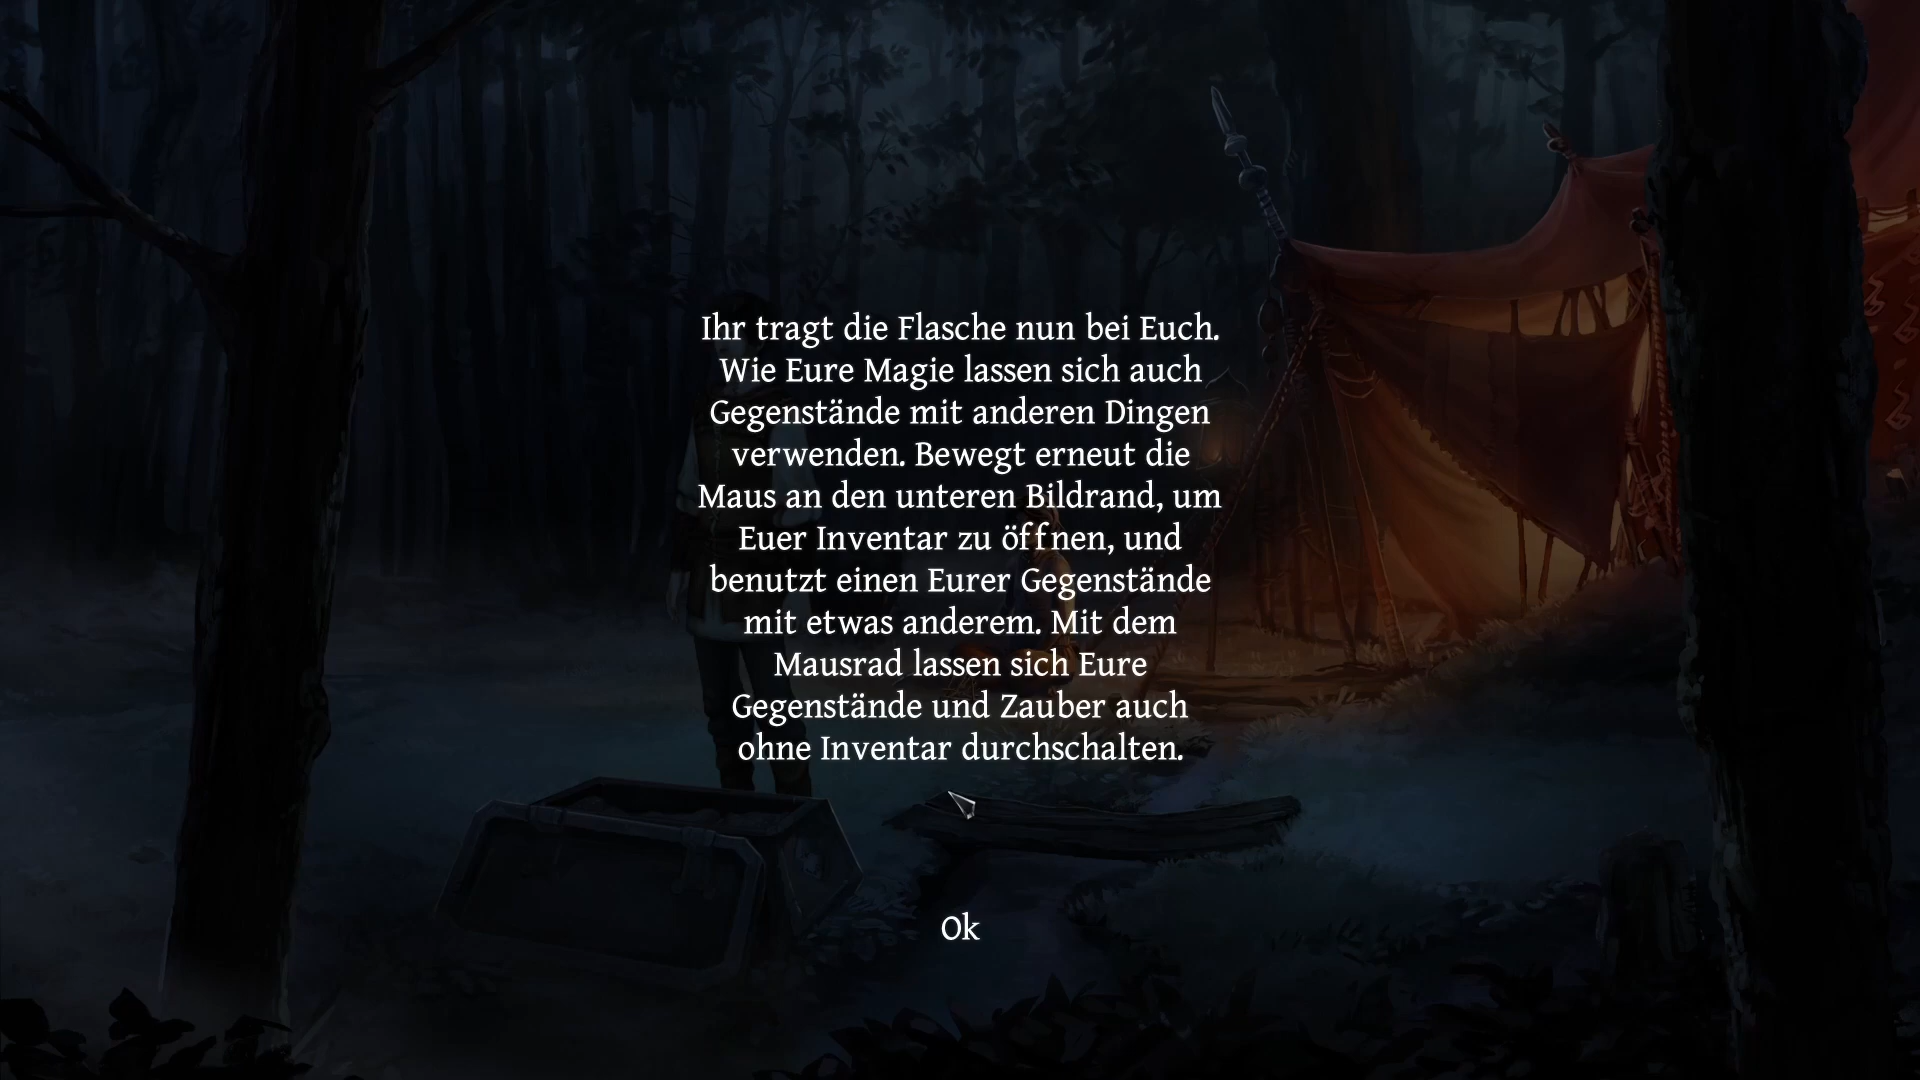 Ihr tragt die Flasche nun bei Euch.
Wie Eure Magie lassen sich auch
Gegenstände mit anderen Dingen
verwenden. Bewegt erneut die
Maus an den unteren Bildrand, um
Euer Inventar zu öffnen, und
benutzt einen Eurer Gegenstände
mit etwas anderem. Mit dem
Mausrad lassen sich Eure
Gegenstände und Zauber auch
ohne Inventar durchschalten.
Ok